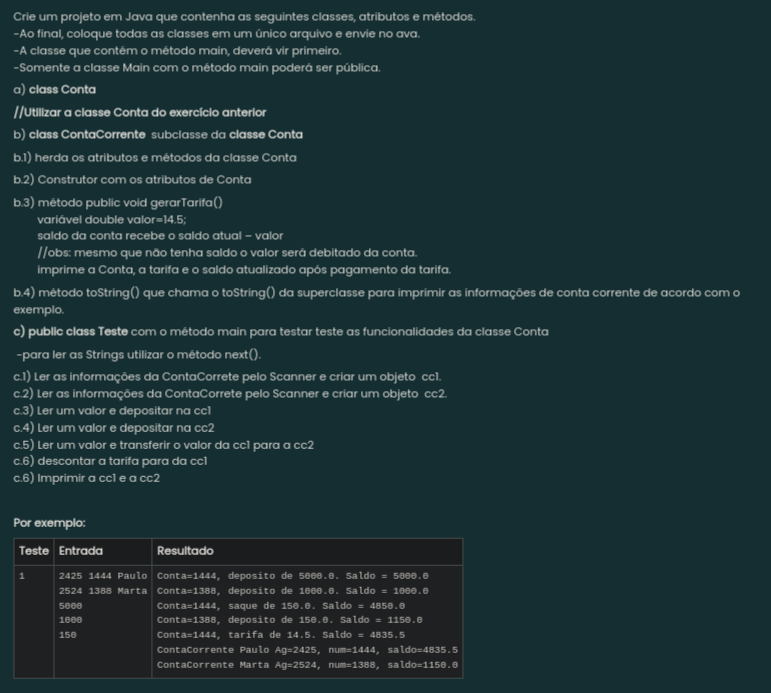 Crie um projeto em Java que contenha as seguintes classes, atributos e métodos.
-Ao final, coloque todas as classes em um único arquivo e envie no ava.
-A classe que contém o método main, deverá vir primeiro.
-Somente a classe Main com o método main poderá ser pública.
a) class Conta
//Utilizar a classe Conta do exercício anterior
b) class ContaCorrente subclasse da classe Conta
b.1) herda os atributos e métodos da classe Conta
b.2) Construtor com os atributos de Conta
b.3) método public void gerarTarifa()
variável double valor=14.5;
saldo da conta recebe o saldo atual – valor
//obs: mesmo que não tenha saldo o valor será debitado da conta.
imprime a Conta, a tarifa e o saldo atualizado após pagamento da tarifa.
b.4) método toString() que chama o toString() da superclasse para imprimir as informações de conta corrente de acordo com o
exemplo.
c) public class Teste com o método main para testar teste as funcionalidades da classe Conta
-para ler as Strings utilizar o método next().
c.1) Ler as informações da ContaCorrete pelo Scanner e criar um objeto cc1.
c.2) Ler as informações da ContaCorrete pelo Scanner e criar um objeto cc2.
c.3) Ler um valor e depositar na cc1
c.4) Ler um valor e depositar na cc2
c.5) Ler um valor e transferir o valor da cc1 para a cc2
c.6) descontar a tarifa para da cc1
c.6) Imprimir a cc1 e a cc2
Por exemplo:
Teste Entrada Resultado
1 2425 1444 Paulo Conta=1444, deposito de 5000.0. Saldo = 5000.0
2524 1388 Marta Conta=1388, deposito de 1000.0. Saldo = 1000.0
5000 Conta=1444, saque de 150.0. Saldo = 4850.0
1000 Conta=1388, deposito de 150.0. Saldo = 1150.0
150 Conta=1444, tarifa de 14.5. Saldo = 4835.5
ContaCorrente Paulo Ag=2425, num=1444, saldo=4835.5
ContaCorrente Marta Ag=2524, num=1388, saldo=1150.0